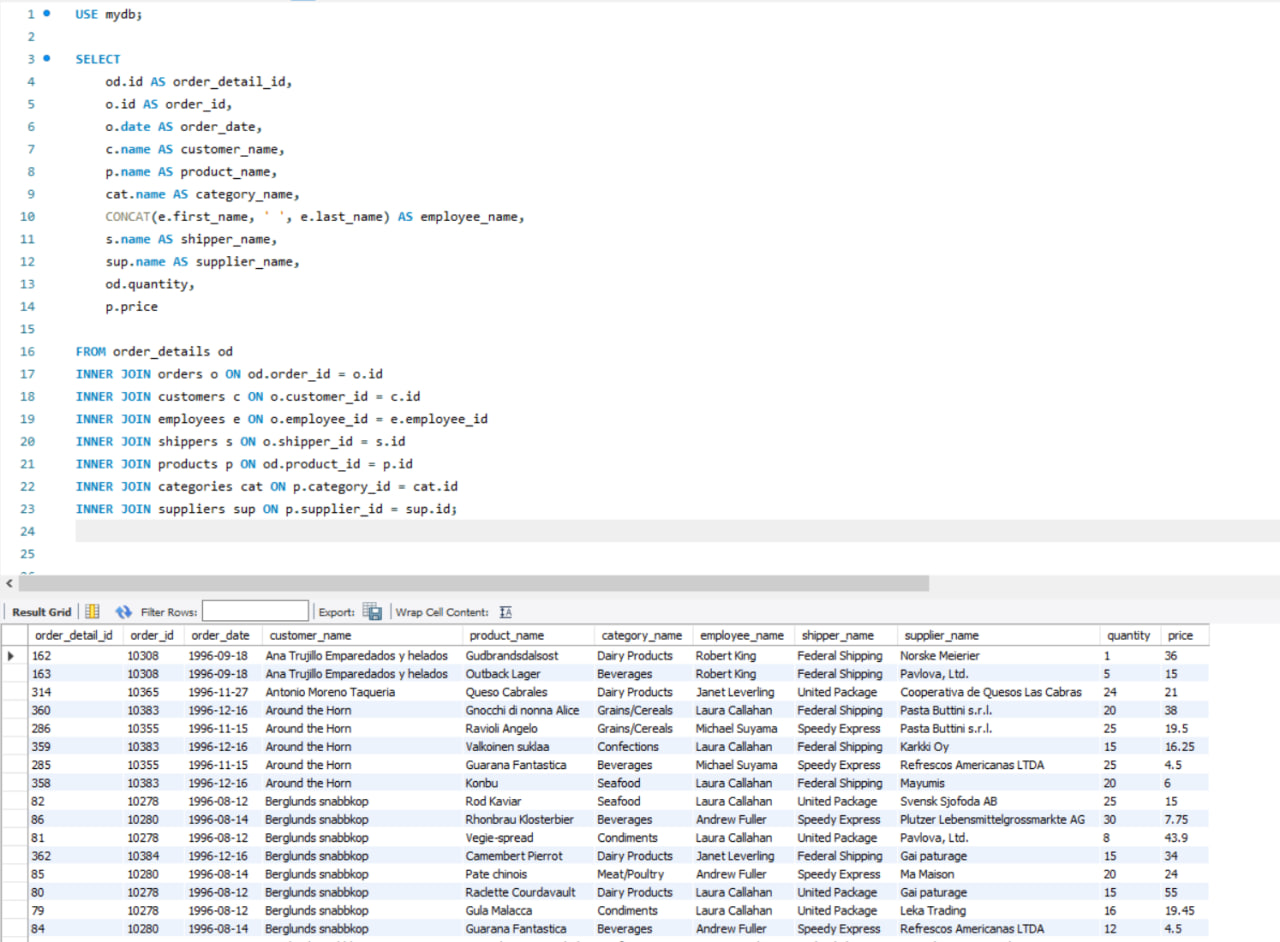 1 USE mydb;
2
3 SELECT
4 od.id AS order_detail_id,
5 o.id AS order_id,
6 o.date AS order_date,
7 c.name AS customer_name,
8 p.name AS product_name,
9 cat.name AS category_name,
10 CONCAT(e.first_name, ' ', e.last_name) AS employee_name,
11 s.name AS shipper_name,
12 sup.name AS supplier_name,
13 od.quantity,
14 p.price
15
16 FROM order_details od
17 INNER JOIN orders o ON od.order_id = o.id
18 INNER JOIN customers c ON o.customer_id = c.id
19 INNER JOIN employees e ON o.employee_id = e.employee_id
20 INNER JOIN shippers s ON o.shipper_id = s.id
21 INNER JOIN products p ON od.product_id = p.id
22 INNER JOIN categories cat ON p.category_id = cat.id
23 INNER JOIN suppliers sup ON p.supplier_id = sup.id;
24
25
Result Grid Filter Rows: Export: Wrap Cell Content:
order_detail_id order_id order_date customer_name product_name category_name employee_name shipper_name supplier_name quantity price
162 10308 1996-09-18 Ana Trujillo Emparedados y helados Gudbrandsdalsost Dairy Products Robert King Federal Shipping Norske Meierier 1 36
163 10308 1996-09-18 Ana Trujillo Emparedados y helados Outback Lager Beverages Robert King Federal Shipping Pavlova, Ltd. 5 15
314 10365 1996-11-27 Antonio Moreno Taqueria Queso Cabrales Dairy Products Janet Leverling United Package Cooperativa de Quesos Las Cabras 24 21
360 10383 1996-12-16 Around the Horn Gnocchi di nonna Alice Grains/Cereals Laura Callahan Federal Shipping Pasta Buttini s.r.l. 20 38
286 10355 1996-11-15 Around the Horn Ravioli Angelo Grains/Cereals Michael Suyama Speedy Express Pasta Buttini s.r.l. 25 19.5
359 10383 1996-12-16 Around the Horn Valkoinen suklaa Confections Laura Callahan Federal Shipping Karkki Oy 15 16.25
285 10355 1996-11-15 Around the Horn Guarana Fantastica Beverages Michael Suyama Speedy Express Refrescos Americanas LTDA 25 4.5
358 10383 1996-12-16 Around the Horn Konbu Seafood Laura Callahan Federal Shipping Mayumis 20 6
82 10278 1996-08-12 Berglunds snabbkop Rod Kaviar Seafood Laura Callahan United Package Svensk Sjofoda AB 25 15
86 10280 1996-08-14 Berglunds snabbkop Rhonbrau Klosterbier Beverages Andrew Fuller Speedy Express Plutzer Lebensmittelgrossmarkte AG 30 7.75
81 10278 1996-08-12 Berglunds snabbkop Vegie-spread Condiments Laura Callahan United Package Pavlova, Ltd. 8 43.9
362 10384 1996-12-16 Berglunds snabbkop Camembert Pierrot Dairy Products Janet Leverling Federal Shipping Gai paturage 15 34
85 10280 1996-08-14 Berglunds snabbkop Pate chinois Meat/Poultry Andrew Fuller Speedy Express Ma Maison 20 24
80 10278 1996-08-12 Berglunds snabbkop Raclette Courdavault Dairy Products Laura Callahan United Package Gai paturage 15 55
79 10278 1996-08-12 Berglunds snabbkop Gula Malacca Condiments Laura Callahan United Package Leka Trading 16 19.45
84 10280 1996-08-14 Berglunds snabbkop Guarana Fantastica Beverages Andrew Fuller Speedy Express Refrescos Americanas LTDA 12 4.5